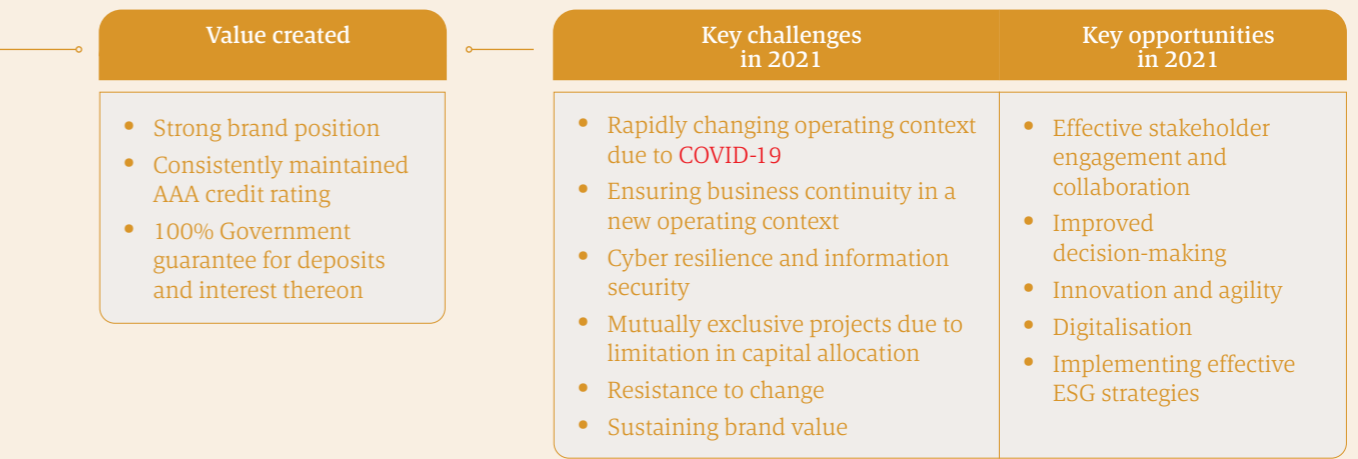 Value created
• Strong brand position
• Consistently maintained
AAA credit rating
• 100% Government
guarantee for deposits
and interest thereon
Key challenges
in 2021
• Rapidly changing operating context
due to COVID-19
• Ensuring business continuity in a
new operating context
• Cyber resilience and information
security
• Mutually exclusive projects due to
limitation in capital allocation
• Resistance to change
• Sustaining brand value
Key opportunities
in 2021
• Effective stakeholder
engagement and
collaboration
• Improved
decision-making
• Innovation and agility
• Digitalisation
• Implementing effective
ESG strategies